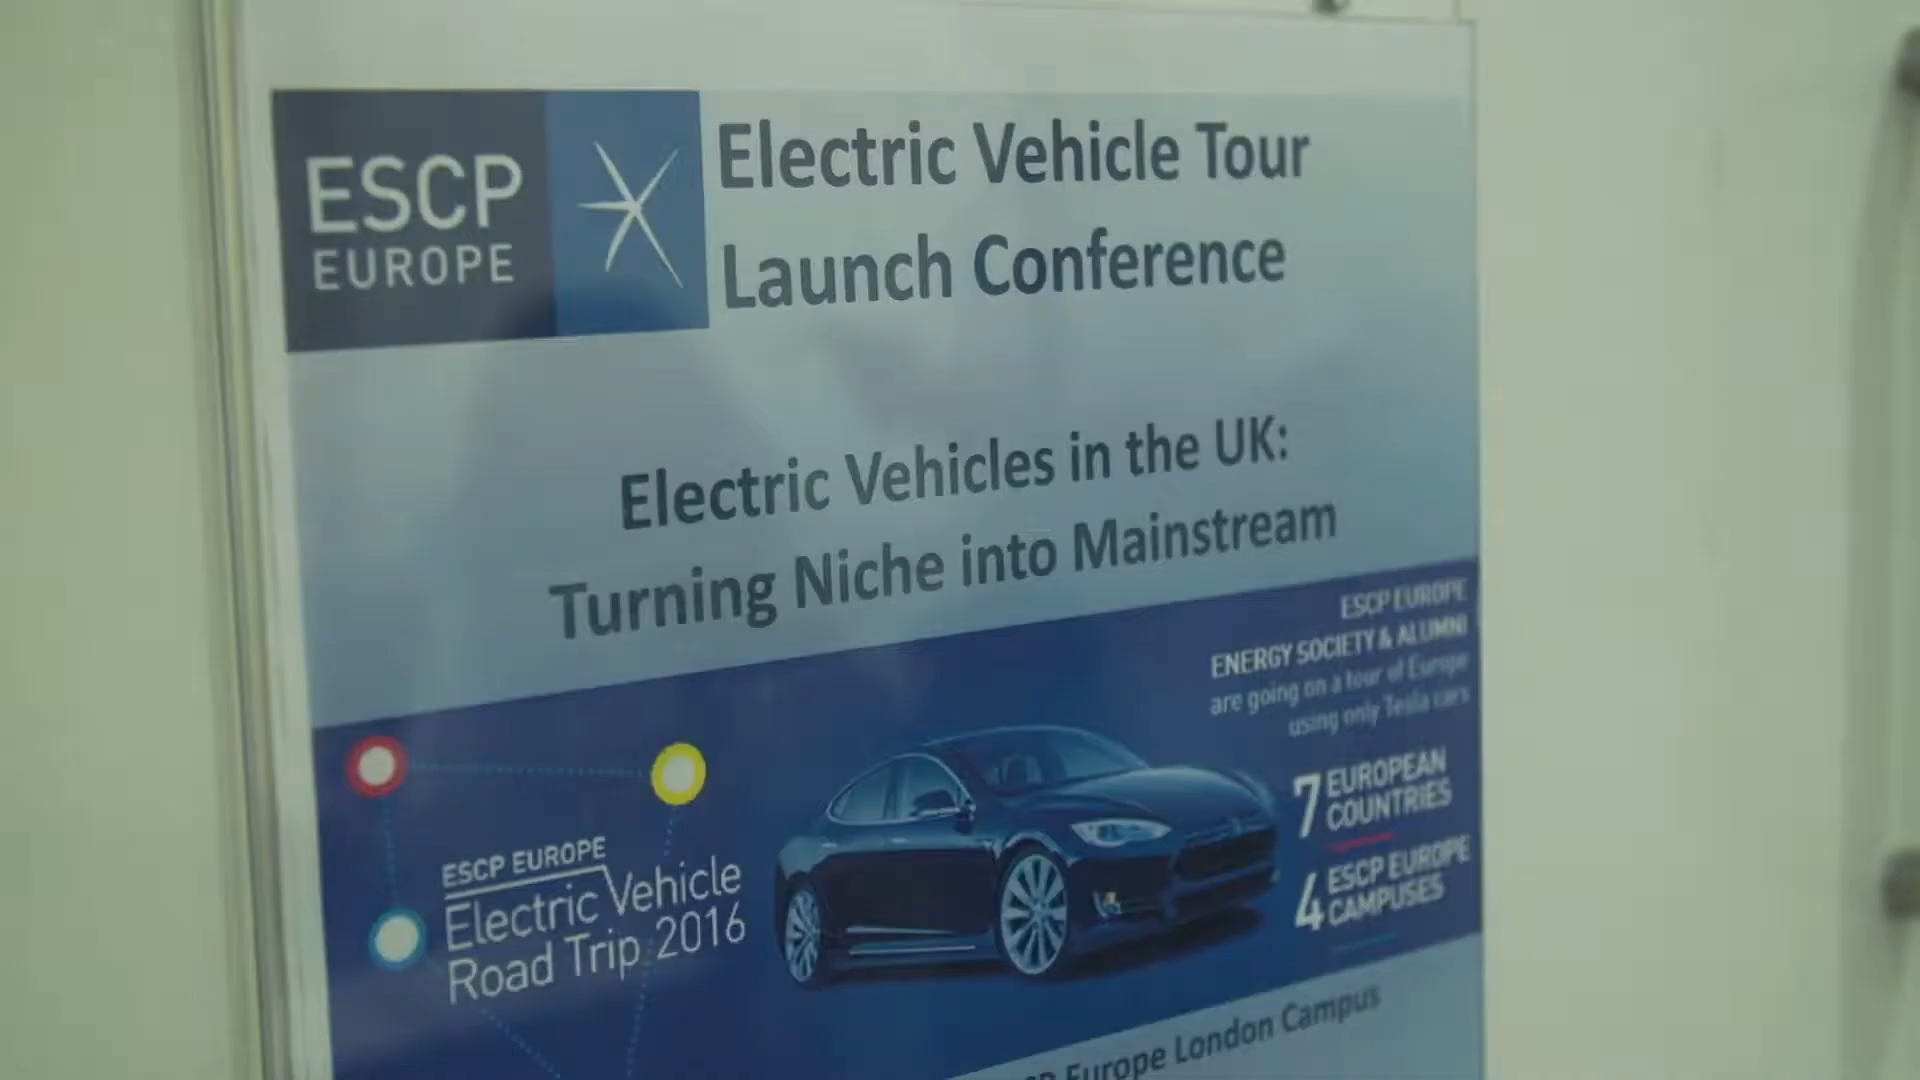 ESCP
EUROPE
Electric Vehicle Tour
Launch Conference
Electric Vehicles in the UK:
Turning Niche into Mainstream
ESCP EUROPE
ENERGY SOCIETY & ALUMNI
are going on a tour of Europe
using only Tesla cars
7 EUROPEAN
COUNTRIES
4 ESCP EUROPE
CAMPUSES
ESCP EUROPE
Electric Vehicle
Road Trip 2016
Europe London Campus